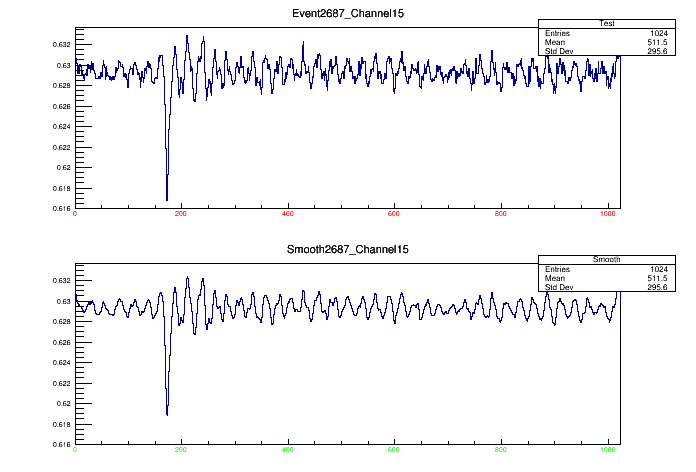 Event2687_Channel15
Test
Entries 1024
Mean 511.5
Std Dev 295.6
0.632
0.63
0.628
0.626
0.624
0.622
0.62
0.618
0.616
0 200 400 600 800 1000
Smooth2687_Channel15
Smooth
Entries 1024
Mean 511.5
Std Dev 295.6
0.632
0.63
0.628
0.626
0.624
0.622
0.62
0.618
0.616
0 200 400 600 800 1000